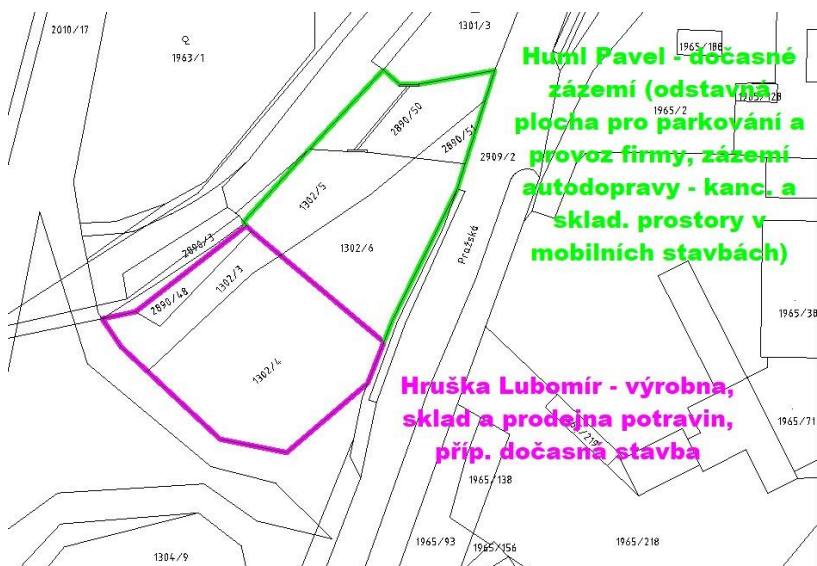 2010/17
1963/1
1301/3
1965/188
Huml Pavel - dočasné
zázemí (odstavná
plocha pro parkování a
provoz firmy, zázemí
autodopravy - kanc. a
sklad. prostory v
mobilních stavbách)
1965/2
2890/50
2890/51
2909/2
1302/5
1302/6
Pražská
2890/3
1302/3
2890/48
1302/4
1965/38
Hruška Lubomír - výrobna,
sklad a prodejna potravin,
příp. dočasná stavba
1965/71
1965/138
1965/93
1965/156
1965/218
1304/9